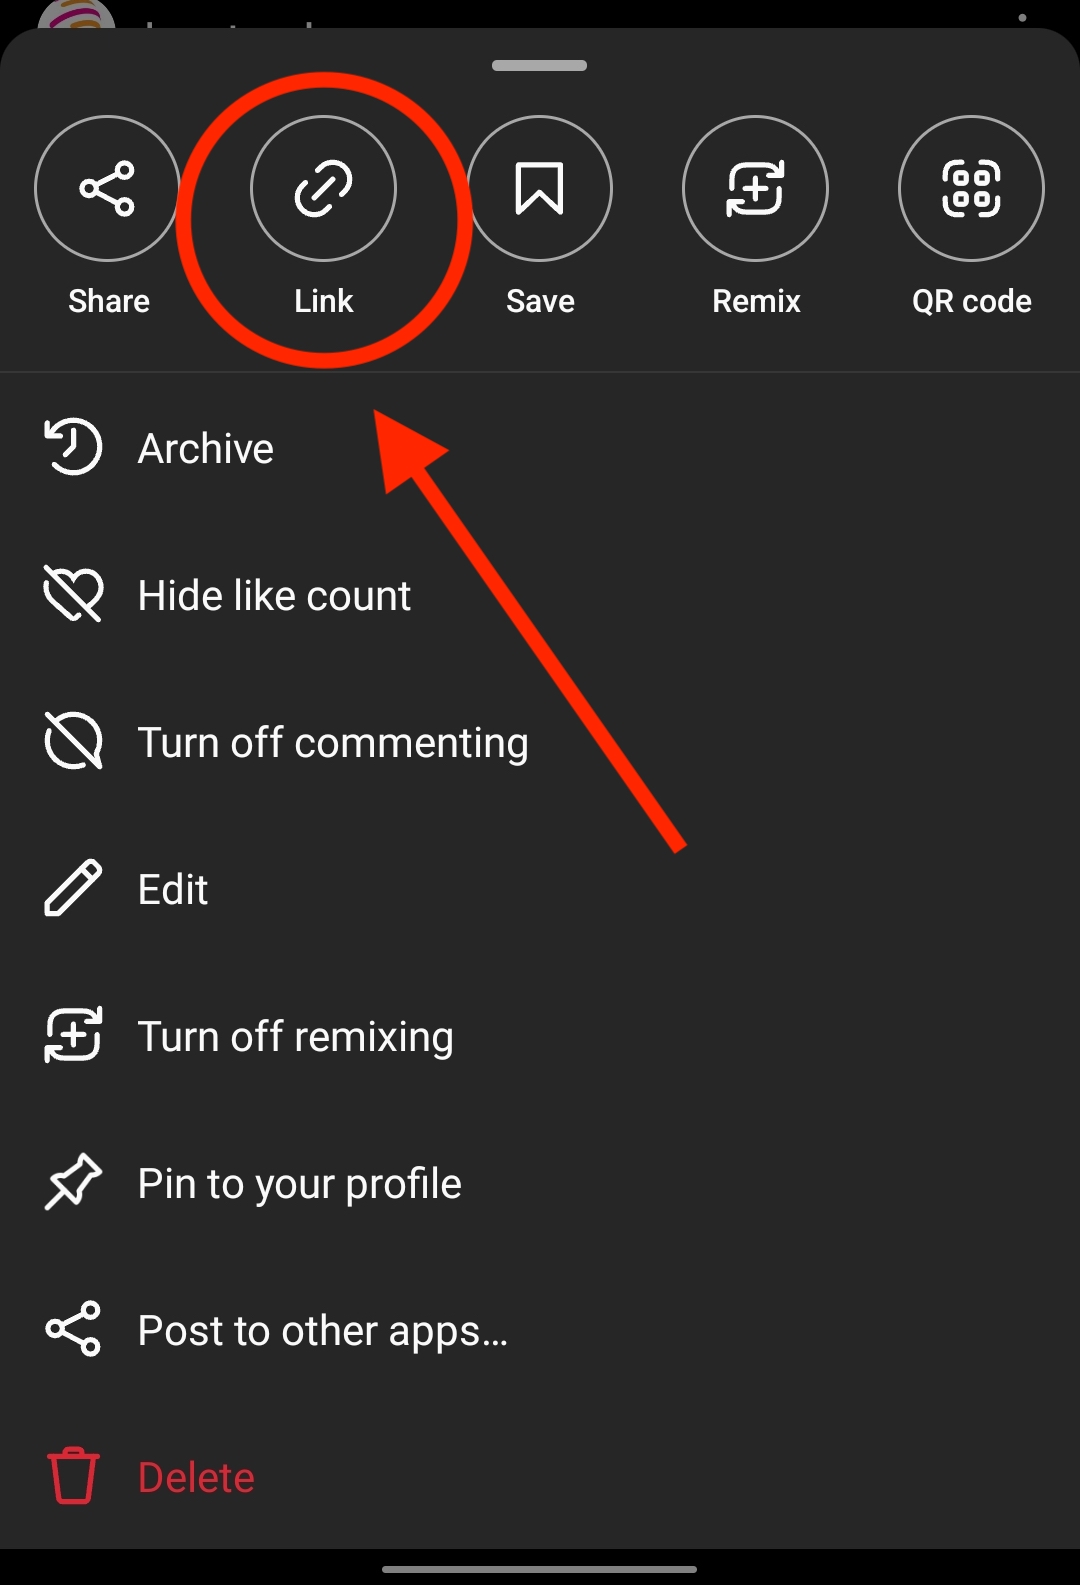 Share
Link
Save
Remix
QR code
Archive
Hide like count
Turn off commenting
Edit
Turn off remixing
Pin to your profile
Post to other apps...
Delete